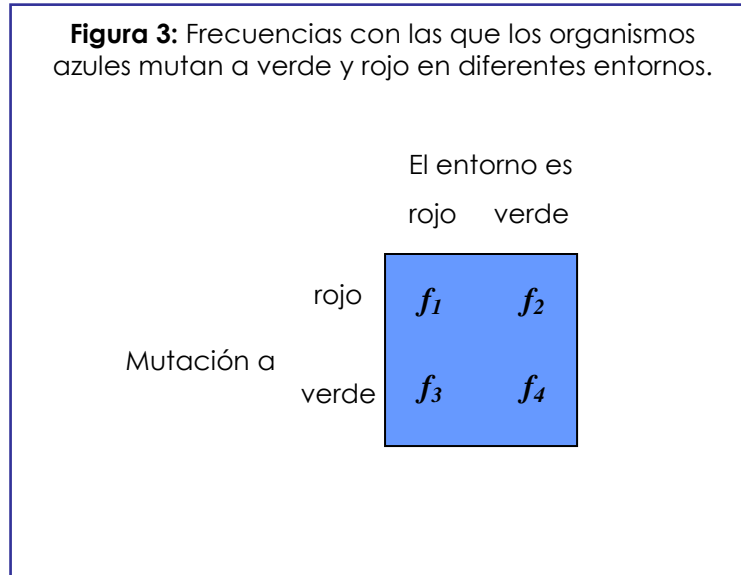 Figura 3: Frecuencias con las que los organismos
azules mutan a verde y rojo en diferentes entornos.
El entorno es
rojo verde
rojo f1 f2
Mutación a
verde f3 f4